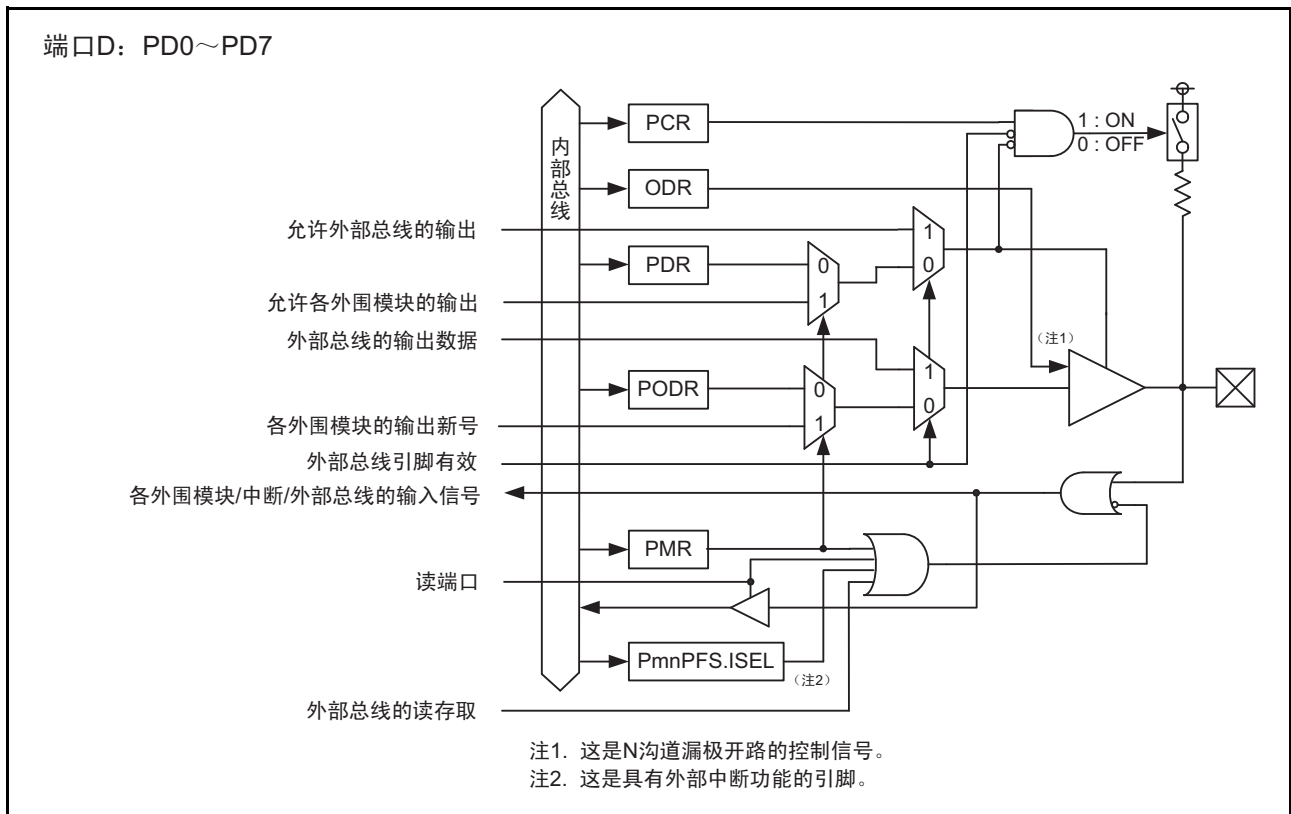 端口D：PD0～PD7
内部总线
PCR
1 : ON
0 : OFF
ODR
允许外部总线的输出
1
PDR
0
0
允许各外围模块的输出
1
外部总线的输出数据
（注1）
1
PODR
0
0
各外围模块的输出新号
1
外部总线引脚有效
各外围模块/中断/外部总线的输入信号
PMR
读端口
PmnPFS.ISEL
（注2）
外部总线的读存取
注1. 这是N沟道漏极开路的控制信号。
注2. 这是具有外部中断功能的引脚。